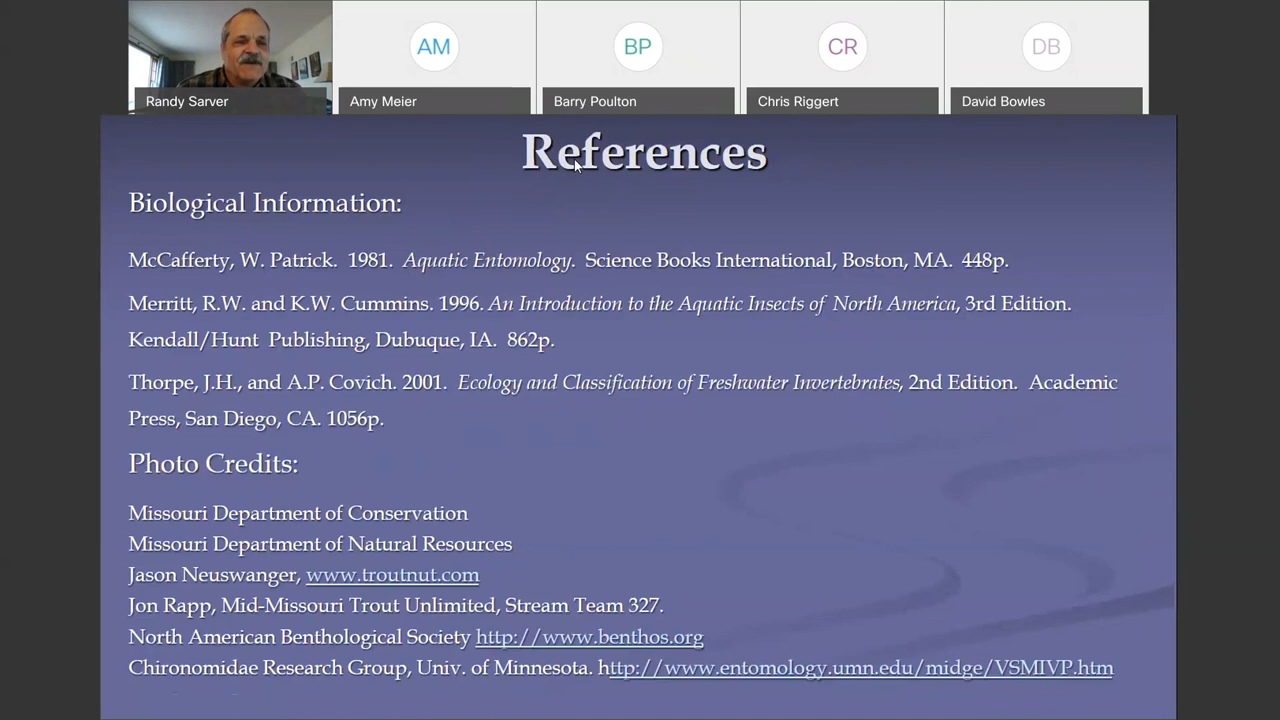 AM
BP
CR
DB
Randy Sarver
Amy Meier
Barry Poulton
Chris Riggert
David Bowles
References
Biological Information:
McCafferty, W. Patrick. 1981. Aquatic Entomology. Science Books International, Boston, MA. 448p.
Merritt, R.W. and K.W. Cummins. 1996. An Introduction to the Aquatic Insects of North America, 3rd Edition.
Kendall/Hunt Publishing, Dubuque, IA. 862p.
Thorpe, J.H., and A.P. Covich. 2001. Ecology and Classification of Freshwater Invertebrates, 2nd Edition. Academic
Press, San Diego, CA. 1056p.
Photo Credits:
Missouri Department of Conservation
Missouri Department of Natural Resources
Jason Neuswanger, www.troutnut.com
Jon Rapp, Mid-Missouri Trout Unlimited, Stream Team 327.
North American Benthological Society http://www.benthos.org
Chironomidae Research Group, Univ. of Minnesota. http://www.entomology.umn.edu/midge/VSMIVP.htm